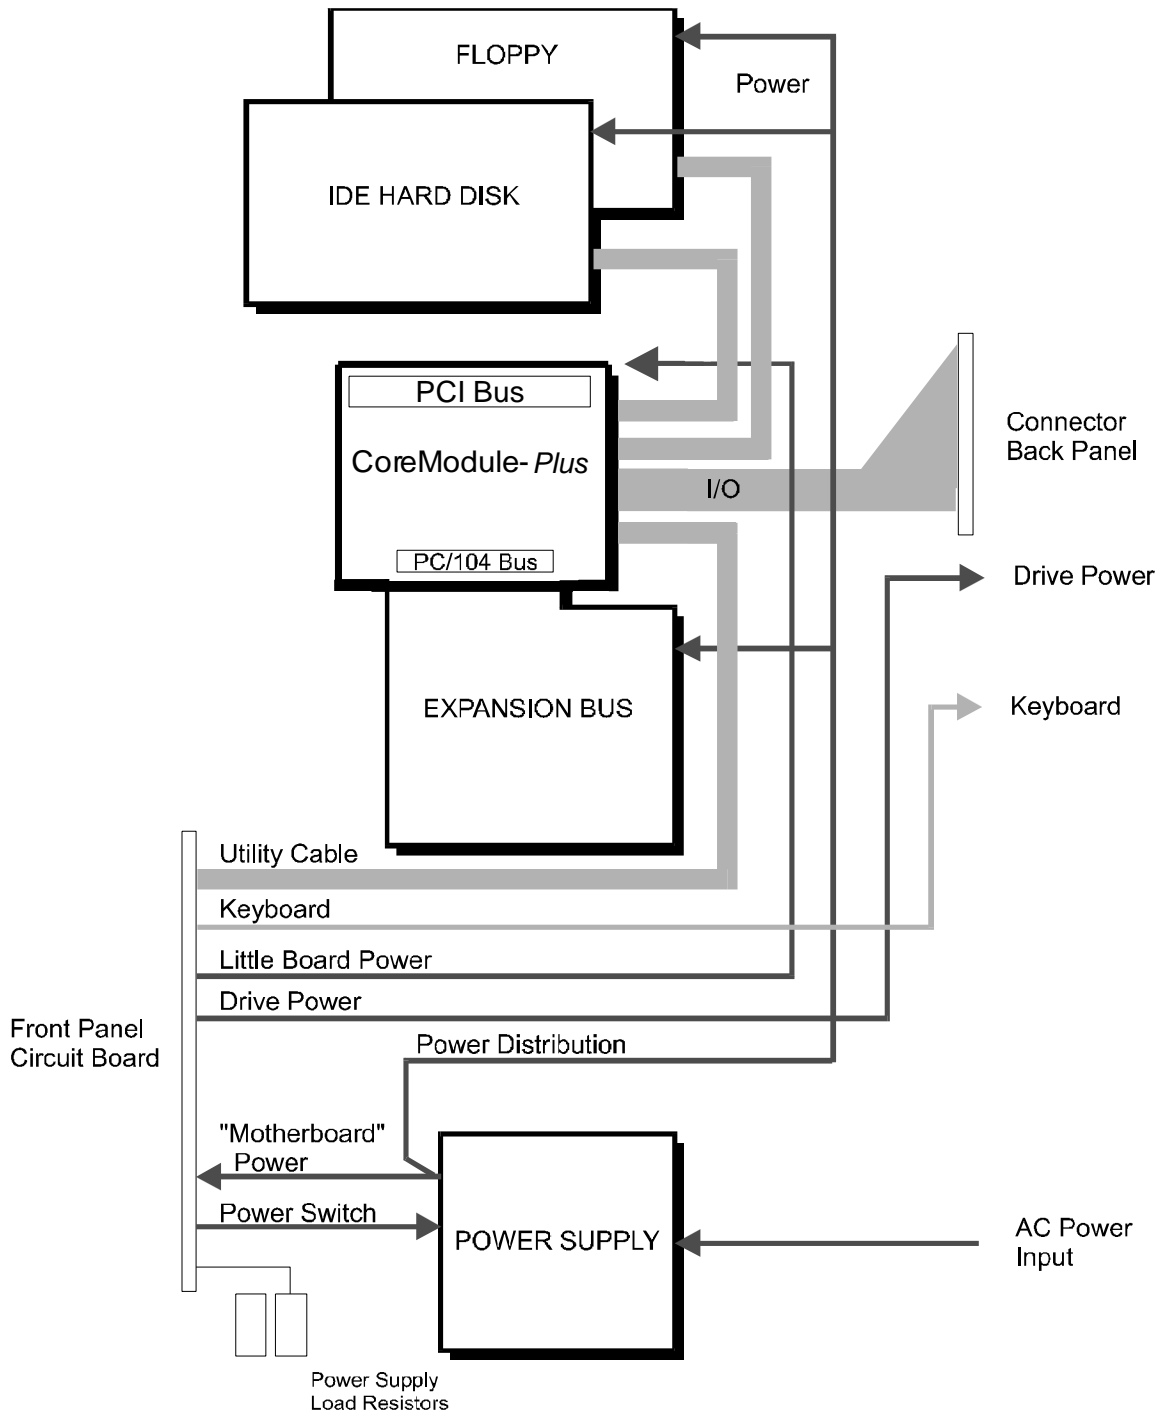 FLOPPY
Power
IDE HARD DISK
PCI Bus
CoreModule-Plus
I/O
PC/104 Bus
Connector
Back Panel
Drive Power
EXPANSION BUS
Keyboard
Utility Cable
Keyboard
Little Board Power
Drive Power
Front Panel
Circuit Board
Power Distribution
"Motherboard"
Power
Power Switch
POWER SUPPLY
AC Power
Input
Power Supply
Load Resistors